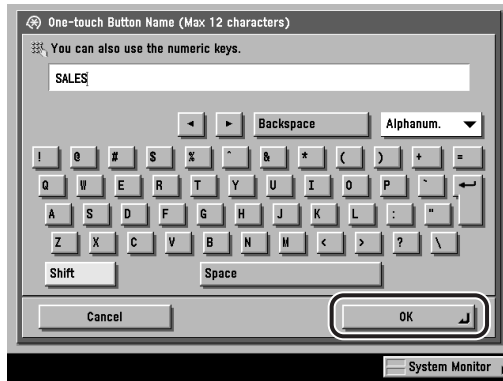 One-touch Button Name (Max 12 characters)
You can also use the numeric keys.
SALES
◄ ► Backspace Alphanum. ▼
! @ # $ % ^ & * ( ) + =
Q W E R T Y U I O P `
A S D F G H J K L : "
Z X C V B N M < > ? \
Shift Space
Cancel OK
System Monitor